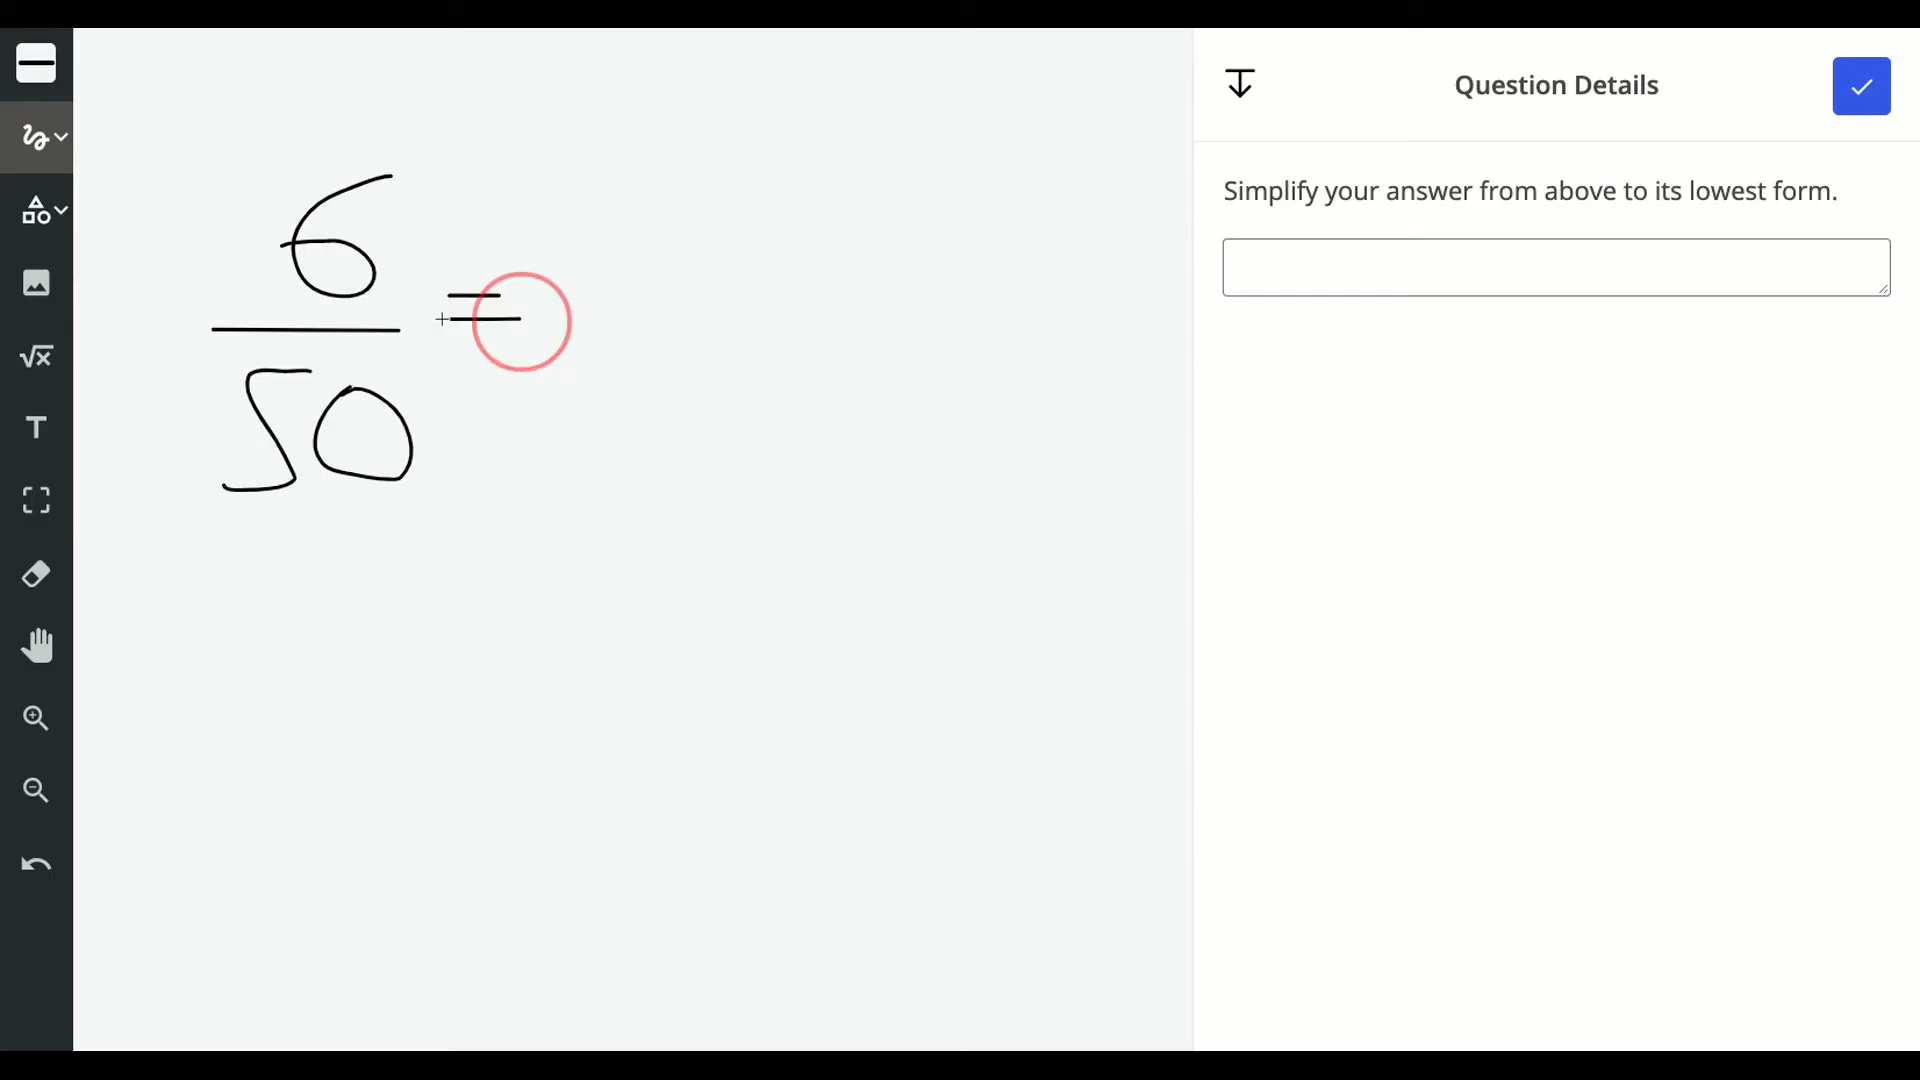 Question Details
Simplify your answer from above to its lowest form.
6
=
50
√x
T